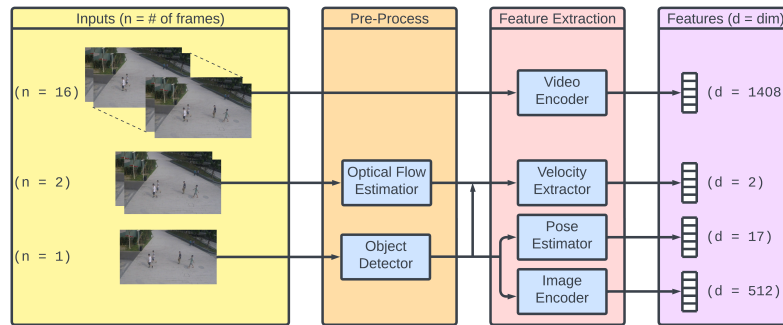 Inputs (n = # of frames)
Pre-Process
Feature Extraction
Features (d = dim)
(n = 16)
Video
Encoder
(d = 1408
(n = 2)
Optical Flow
Estimatior
Velocity
Extractor
(d = 2)
(n = 1)
Object
Detector
Pose
Estimator
(d = 17)
Image
Encoder
(d = 512)